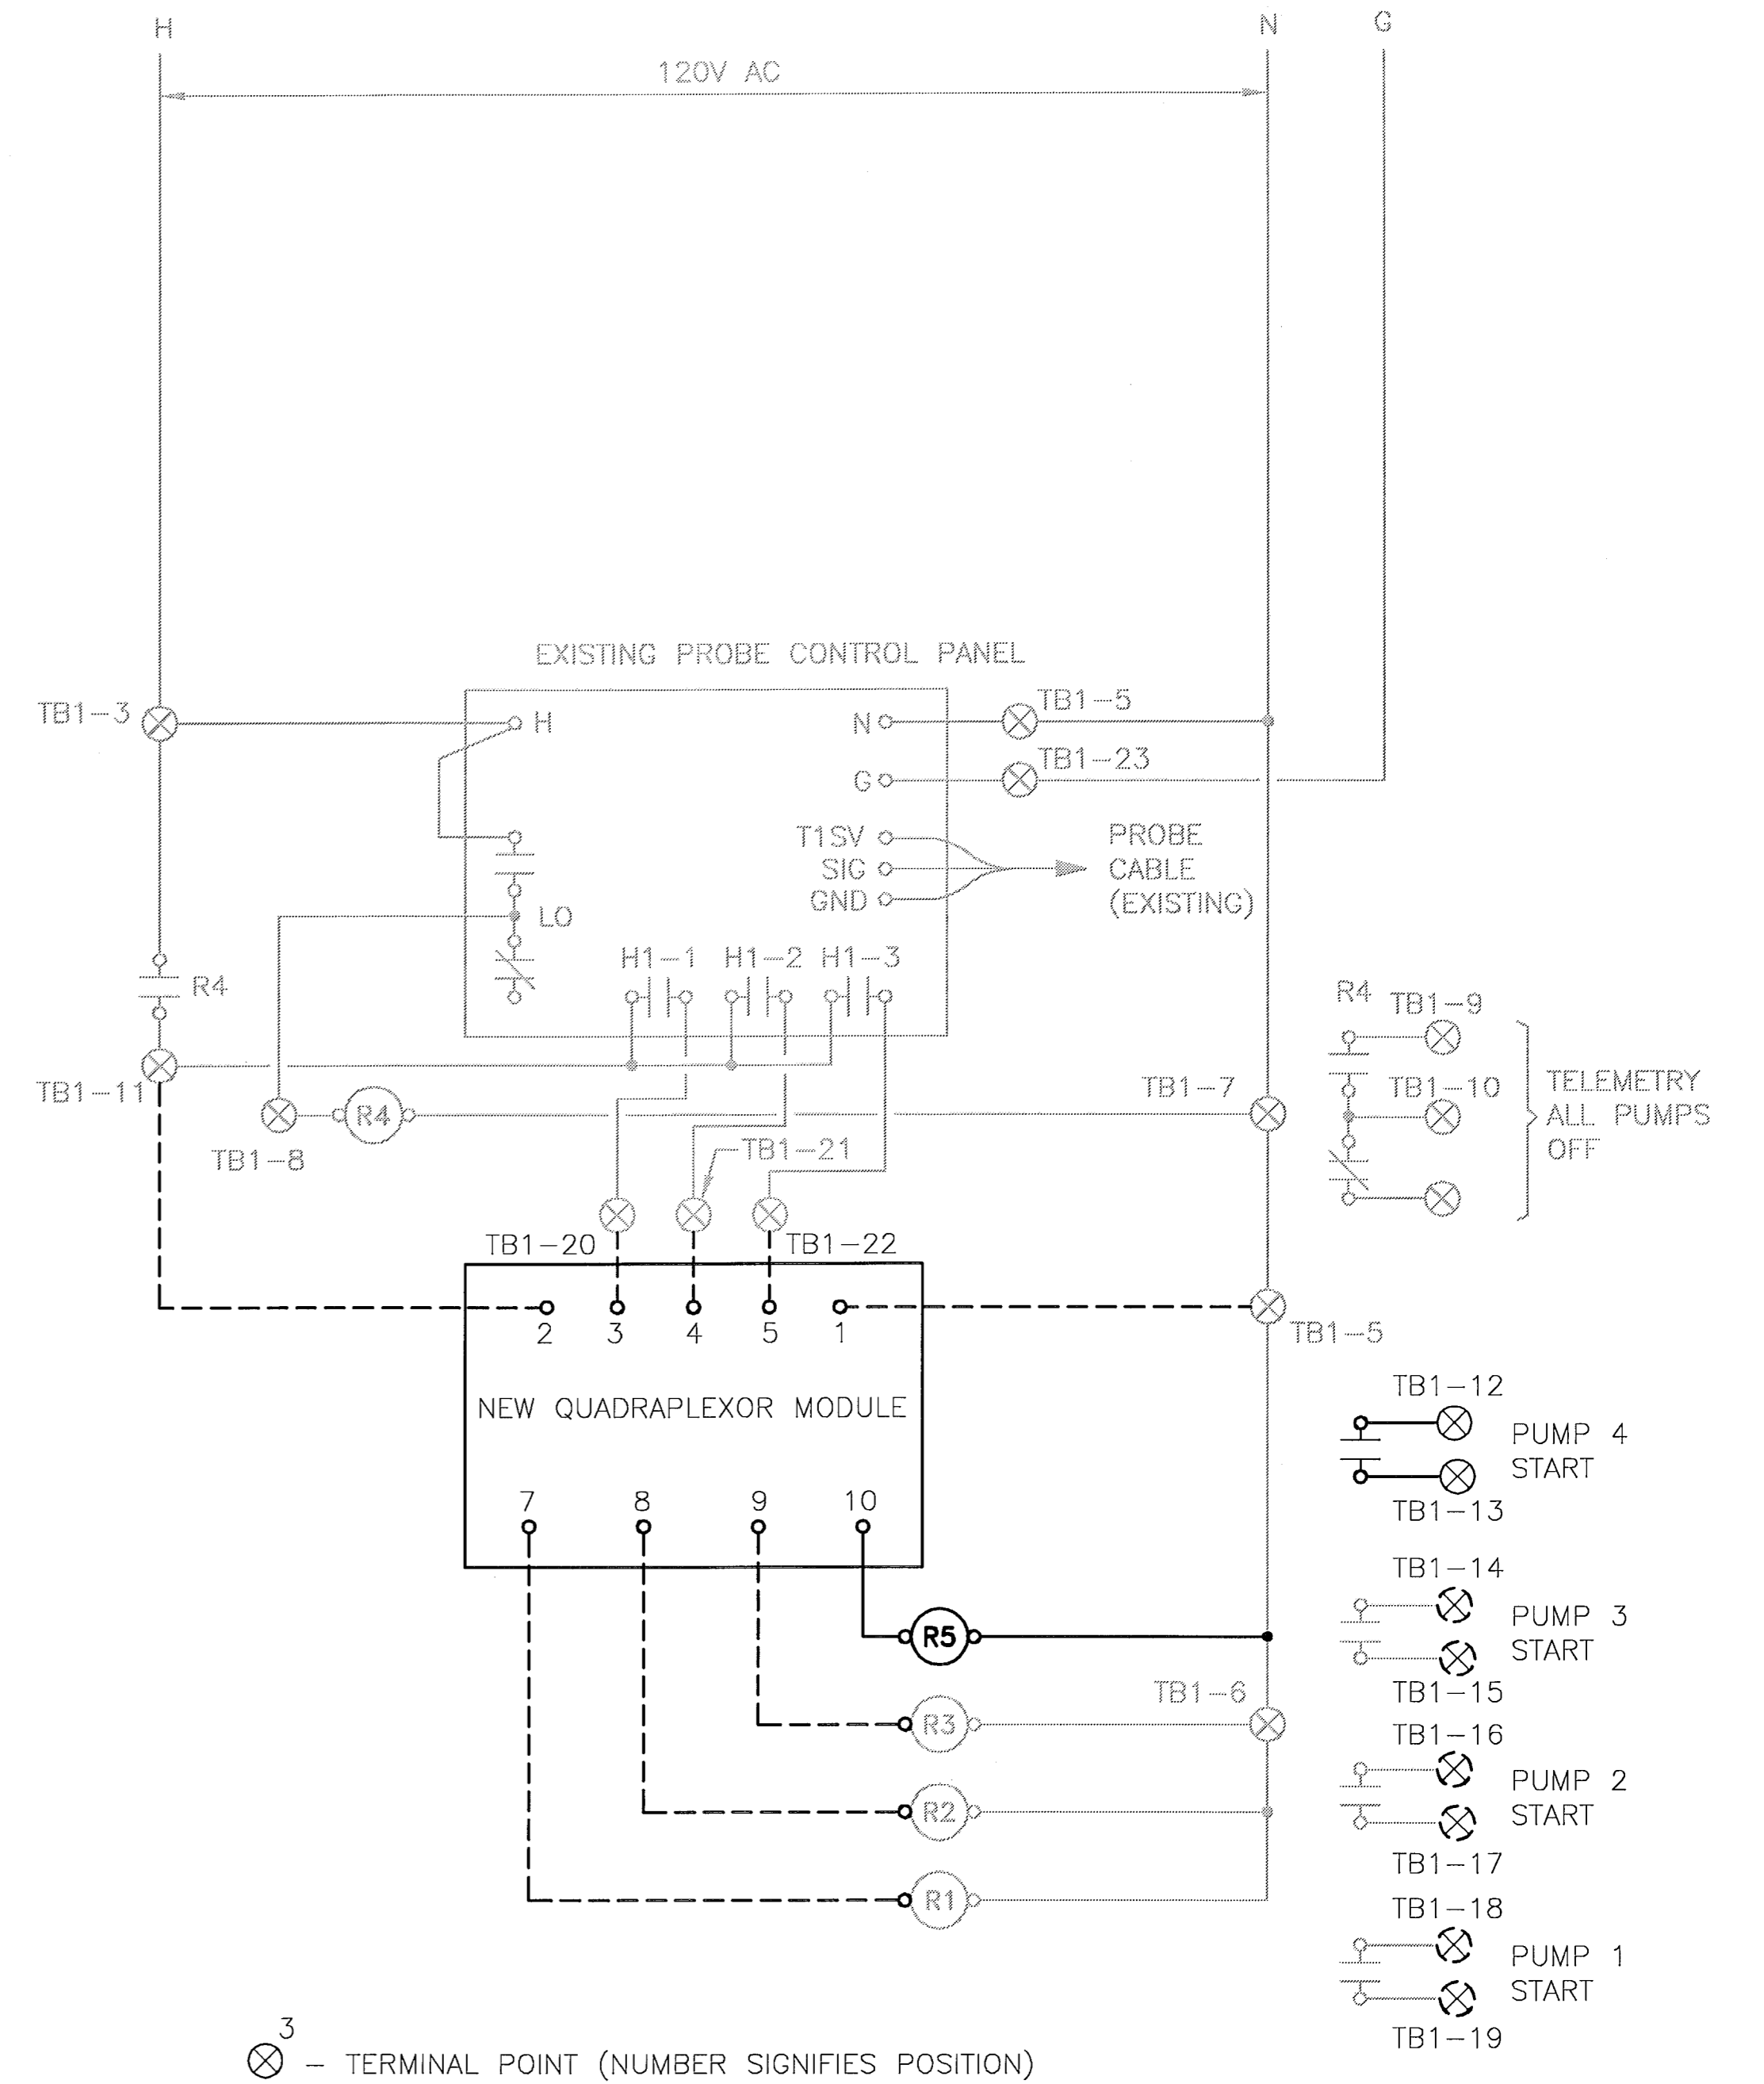 H
N
G
120V AC
EXISTING PROBE CONTROL PANEL
TB1-3
TB1-5
H
N
TB1-23
G
T1SV
SIG
GND
PROBE
CABLE
(EXISTING)
LO
H1-1
H1-2
H1-3
R4
R4
TB1-9
TB1-11
TB1-7
TB1-10
TELEMETRY
ALL PUMPS
OFF
R4
TB1-8
TB1-21
TB1-20
TB1-22
2
3
4
5
1
TB1-5
NEW QUADRAPLEXOR MODULE
TB1-12
PUMP 4
START
TB1-13
7
8
9
10
TB1-14
PUMP 3
START
TB1-15
R5
TB1-6
R3
TB1-16
PUMP 2
START
TB1-17
R2
R1
TB1-18
PUMP 1
START
TB1-19
3
- TERMINAL POINT (NUMBER SIGNIFIES POSITION)